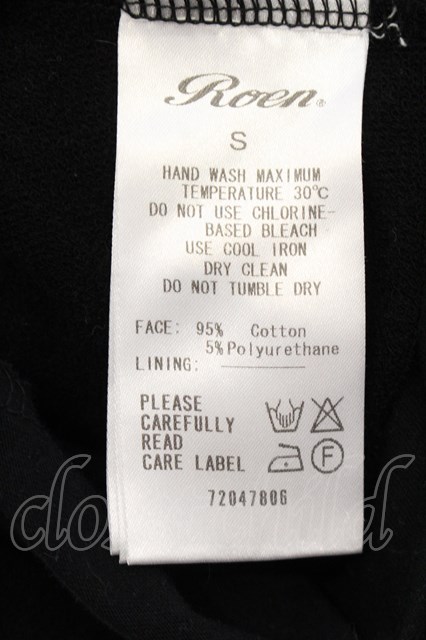 Roen®
S
HAND WASH MAXIMUM
TEMPERATURE 30°C
DO NOT USE CHLORINE-
BASED BLEACH
USE COOL IRON
DRY CLEAN
DO NOT TUMBLE DRY
FACE: 95% Cotton
5% Polyurethane
LINING:
PLEASE
CAREFULLY
READ
CARE LABEL
F
72047806